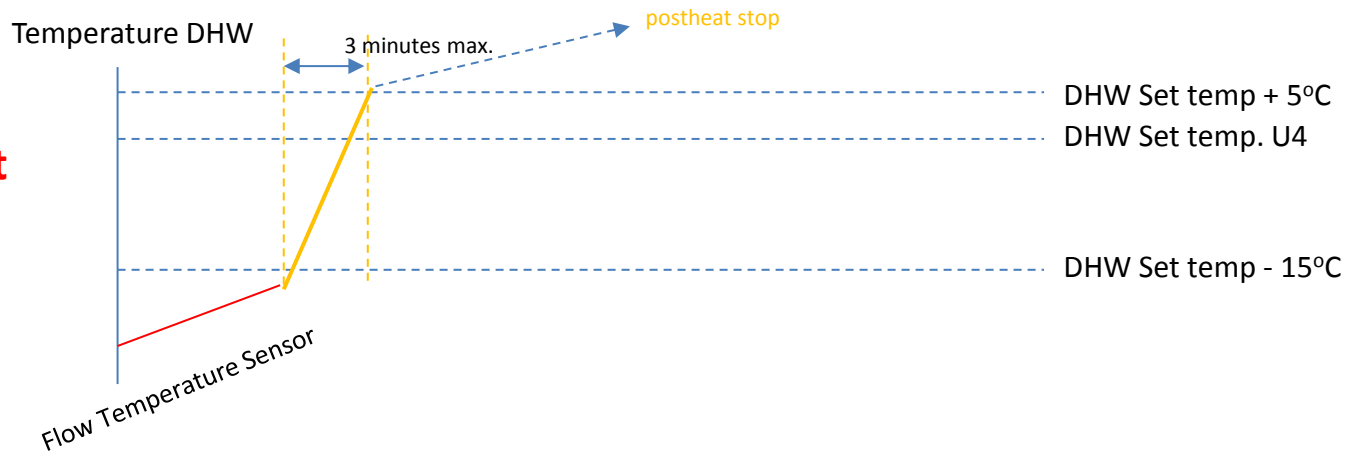 postheat stop
Temperature DHW
3 minutes max.
DHW Set temp + 5°C
DHW Set temp. U4
t
DHW Set temp - 15°C
Flow Temperature Sensor